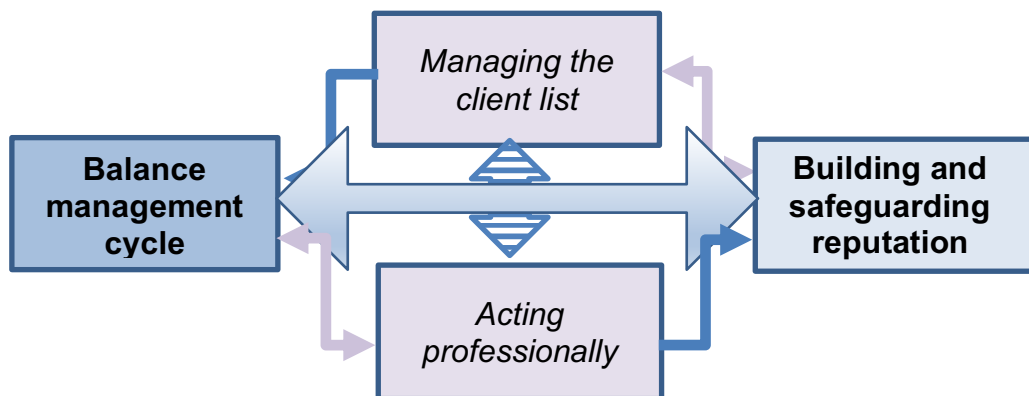 Managing the
client list
Balance
management
cycle
Building and
safeguarding
reputation
Acting
professionally